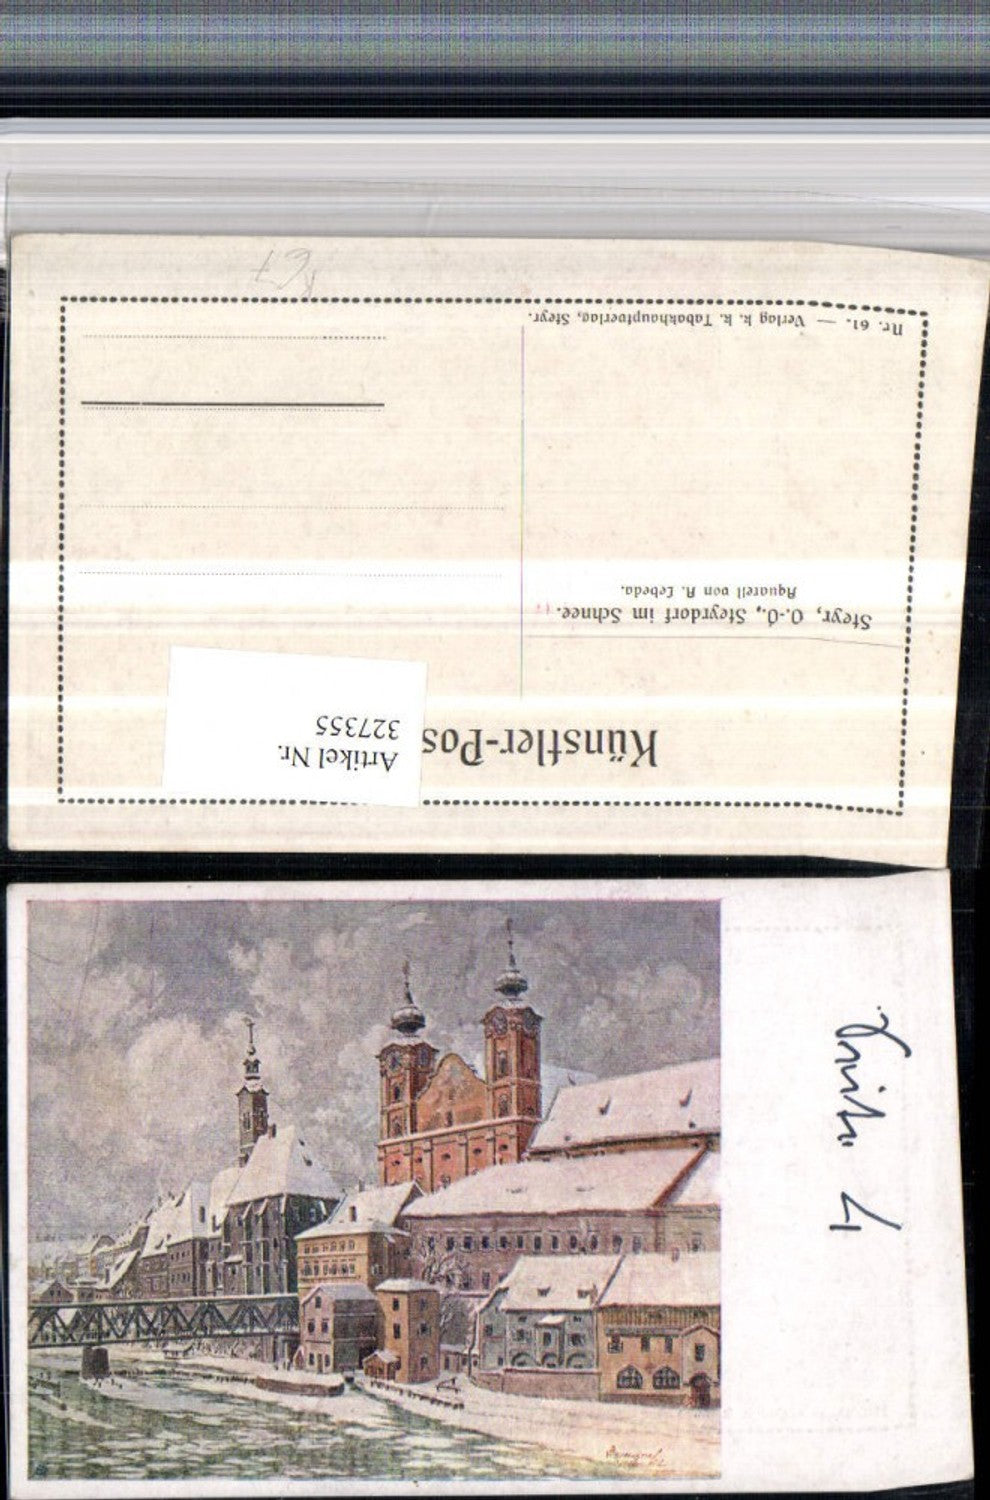 Nr. 61. — Verlag k. k. Tabakhauptverlag, Steyr.
Steyr, O.-Ö., Steyrdorf im Schnee.
Aquarell von R. Lebeda.
Künstler-Pos
Artikel Nr.
327355